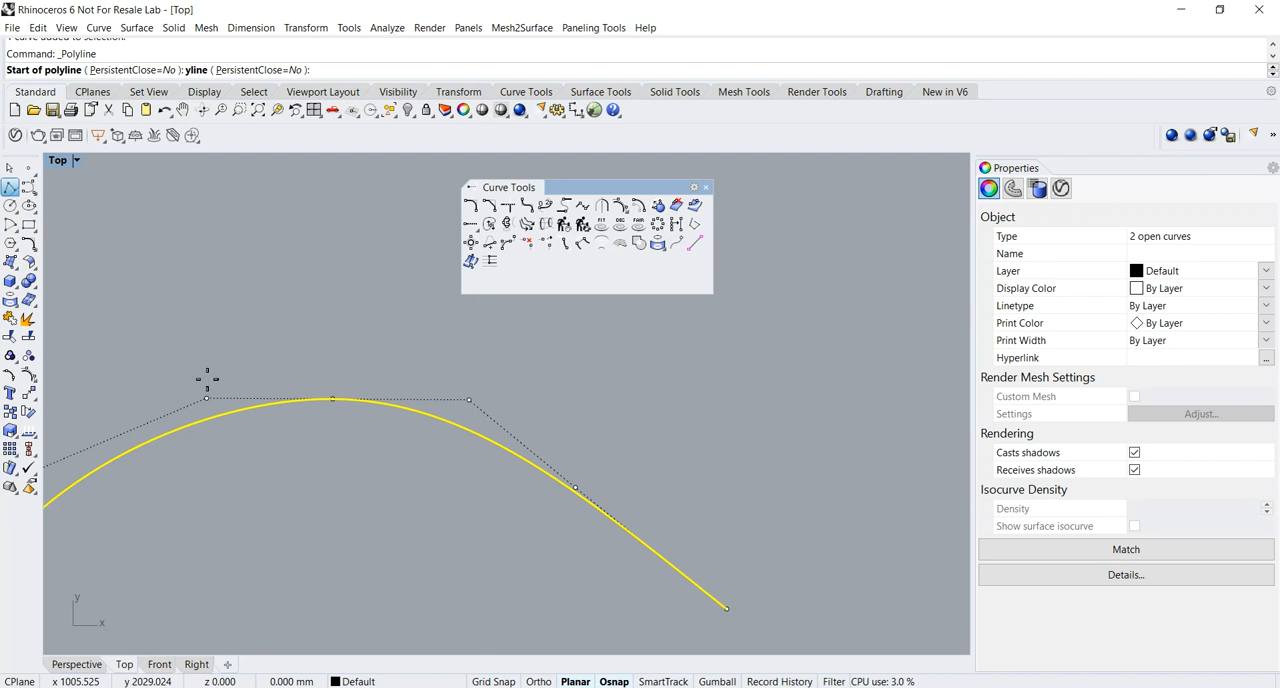 Rhinoceros 6 Not For Resale Lab - [Top]
File Edit View Curve Surface Solid Mesh Dimension Transform Tools Analyze Render Panels Mesh2Surface Paneling Tools Help
Command: _Polyline
Start of polyline ( PersistentClose=No ): yline ( PersistentClose=No ):
Standard CPlanes Set View Display Select Viewport Layout Visibility Transform Curve Tools Surface Tools Solid Tools Mesh Tools Render Tools Drafting New in V6
Top
Curve Tools
FIT DEG FAIR
Properties
Object
Type 2 open curves
Name
Layer Default
Display Color By Layer
Linetype By Layer
Print Color By Layer
Print Width By Layer
Hyperlink ...
Render Mesh Settings
Custom Mesh
Settings Adjust...
Rendering
Casts shadows
Receives shadows
Isocurve Density
Density
Show surface isocurve
Match
Details...
y
x
Perspective Top Front Right
CPlane x 1005.525 y 2029.024 z 0.000 0.000 mm Default Grid Snap Ortho Planar Osnap SmartTrack Gumball Record History Filter CPU use: 3.0 %